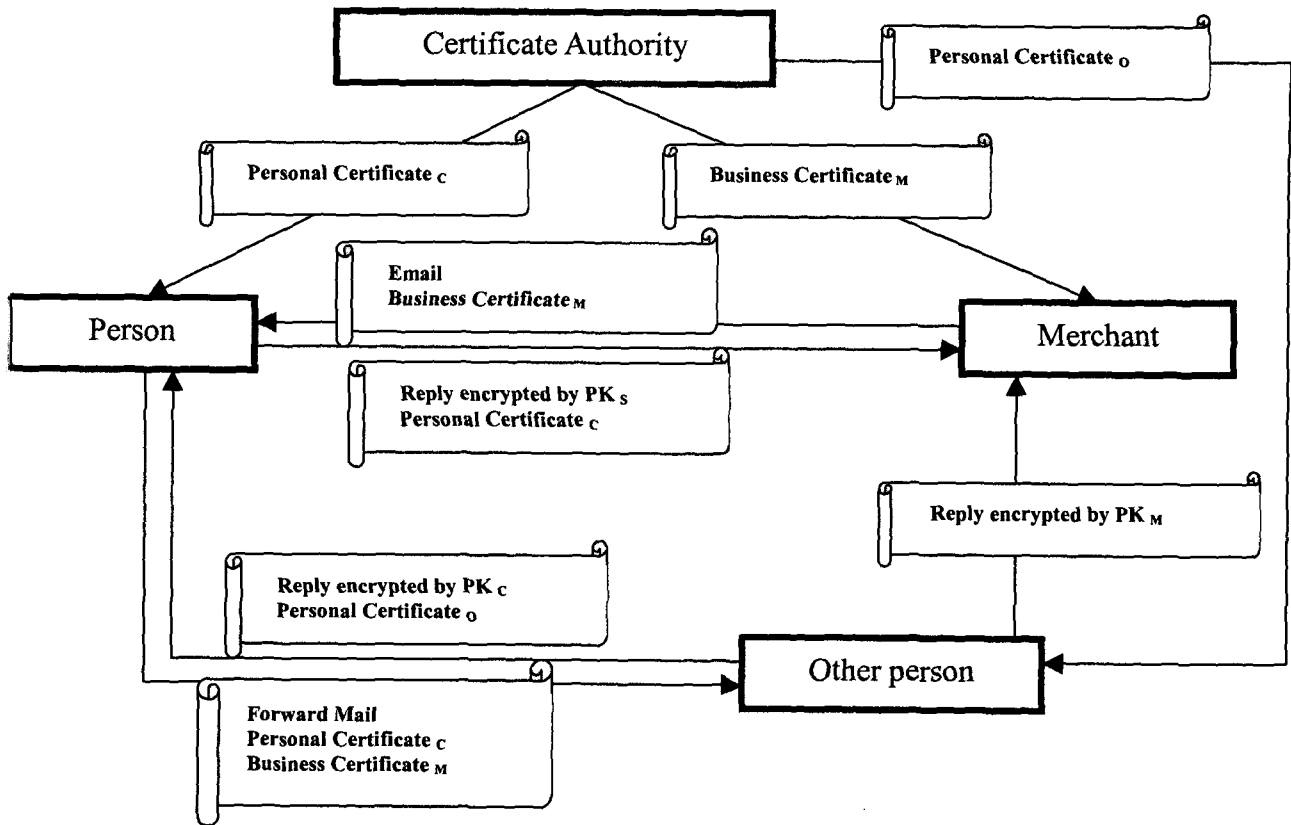 Certificate Authority
Personal Certificate O
Personal Certificate C
Business Certificate M
Email
Business Certificate M
Person
Merchant
Reply encrypted by PK S
Personal Certificate C
Reply encrypted by PK M
Reply encrypted by PK C
Personal Certificate O
Other person
Forward Mail
Personal Certificate C
Business Certificate M